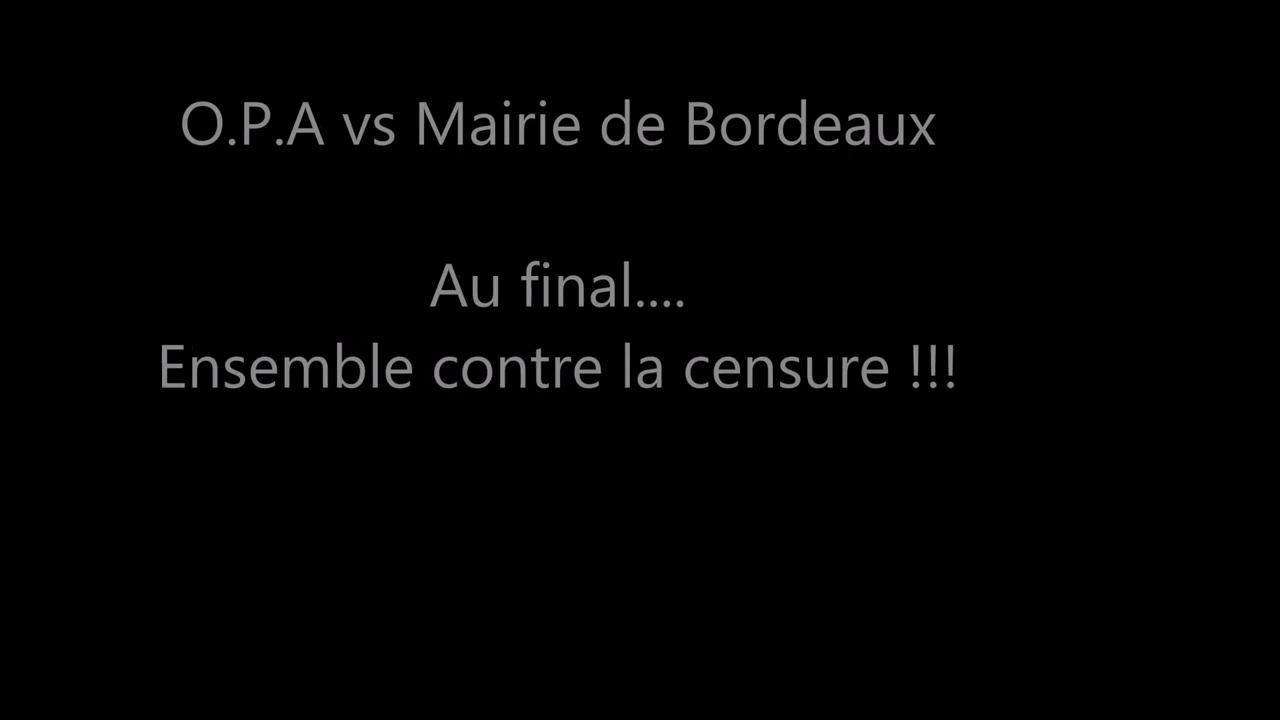 O.P.A vs Mairie de Bordeaux
Au final....
Ensemble contre la censure !!!